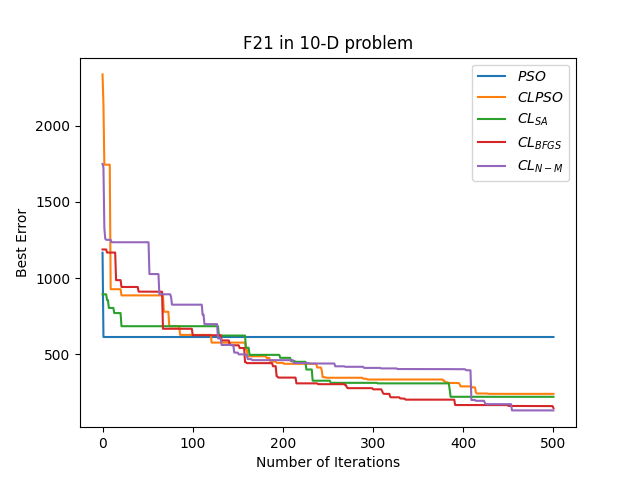 F21 in 10-D problem
PSO
CLPSO
CL_SA
CL_BFGS
CL_N−M
Best Error
2000
1500
1000
500
0 100 200 300 400 500
Number of Iterations